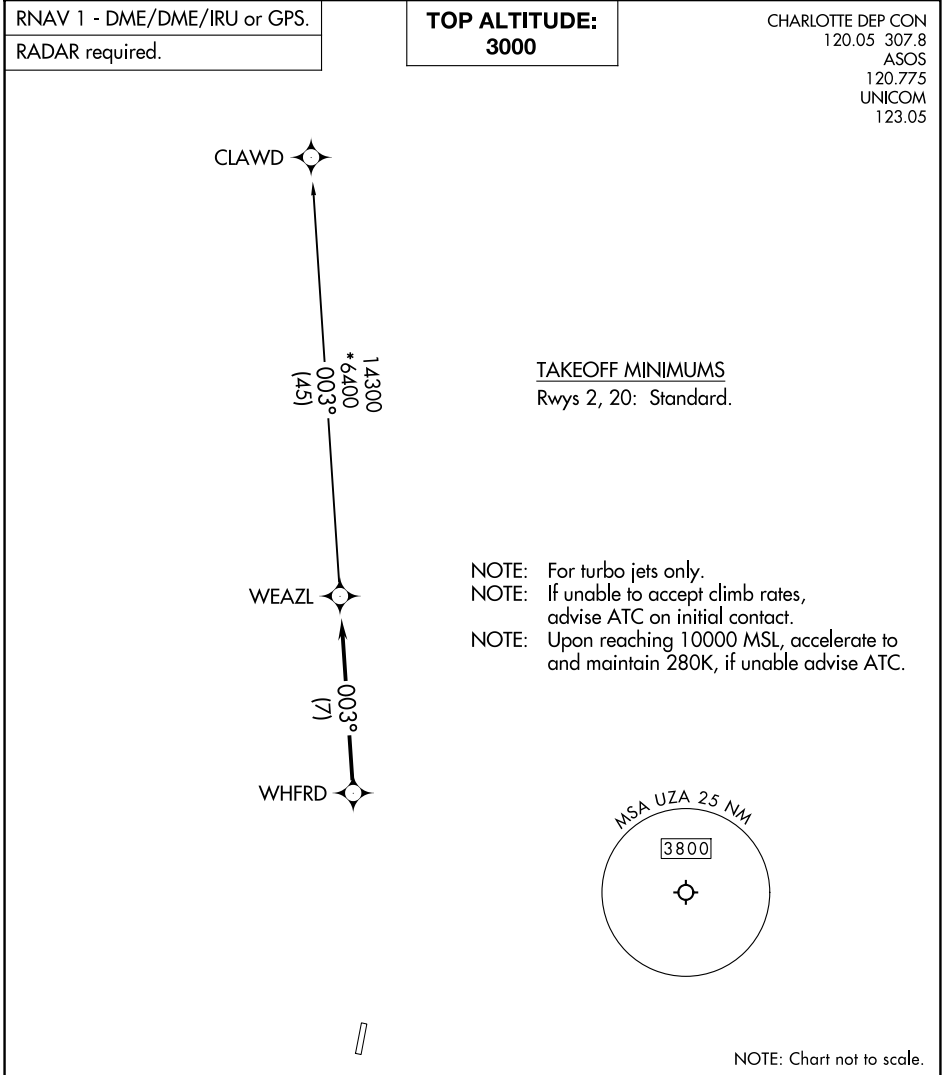 RNAV 1 - DME/DME/IRU or GPS.
RADAR required.
TOP ALTITUDE:
3000
CHARLOTTE DEP CON
120.05 307.8
ASOS
120.775
UNICOM
123.05
CLAWD
14300
*6400
003°
(45)
TAKEOFF MINIMUMS
Rwys 2, 20: Standard.
WEAZL
NOTE: For turbo jets only.
NOTE: If unable to accept climb rates,
advise ATC on initial contact.
NOTE: Upon reaching 10000 MSL, accelerate to
and maintain 280K, if unable advise ATC.
003°
(7)
WHFRD
MSA UZA 25 NM
3800
NOTE: Chart not to scale.